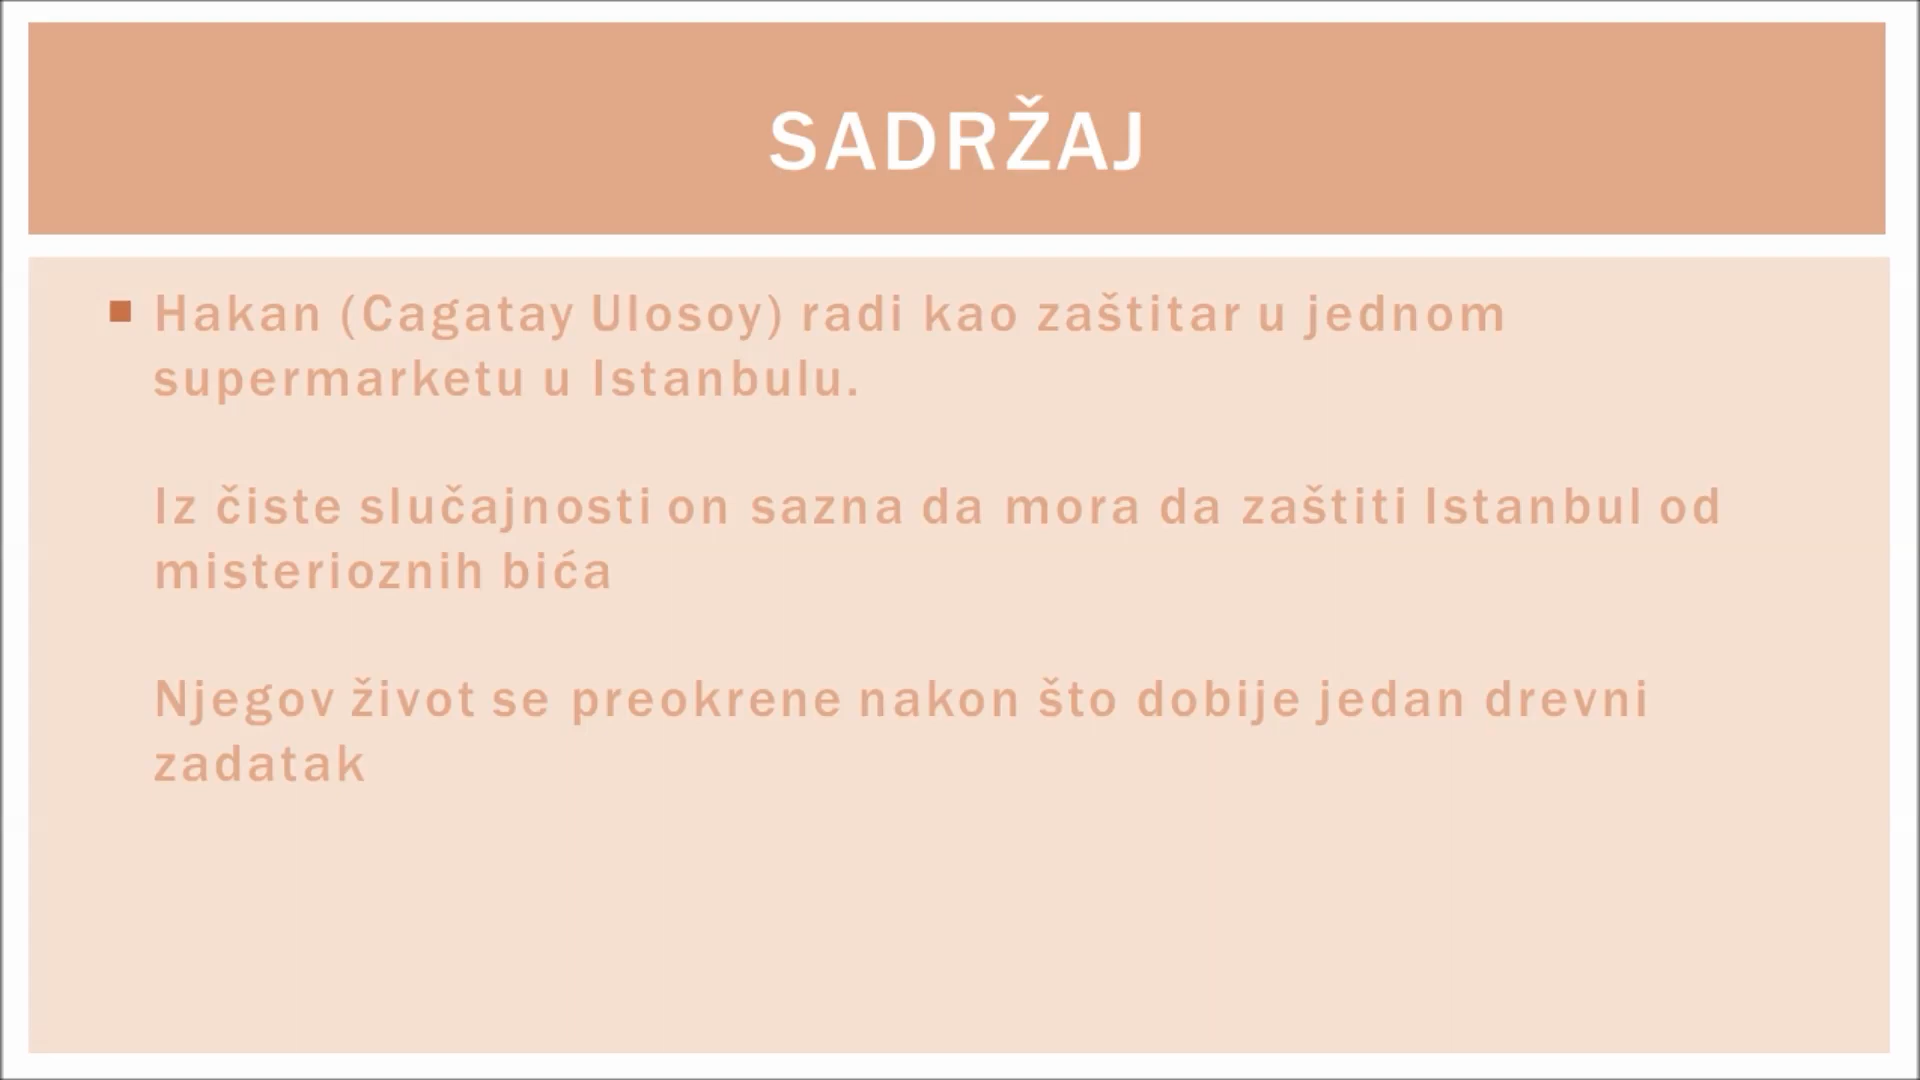 SADRŽAJ
Hakan (Cagatay Ulosoy) radi kao zaštitar u jednom
supermarketu u Istanbulu.
Iz čiste slučajnosti on sazna da mora da zaštiti Istanbul od
misterioznih bića
Njegov život se preokrene nakon što dobije jedan drevni
zadatak